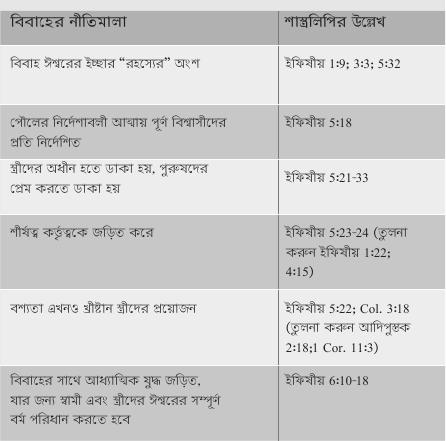 বিবাহের নীতিমালা
শাস্ত্রলিপির উল্লেখ
বিবাহ ঈশ্বরের ইচ্ছার “রহস্যের” অংশ
ইফিষীয় 1:9; 3:3; 5:32
পৌলের নির্দেশাবলী আত্মায় পূর্ণ বিশ্বাসীদের
প্রতি নির্দেশিত
ইফিষীয় 5:18
স্ত্রীদের অধীন হতে ডাকা হয়, পুরুষদের
প্রেম করতে ডাকা হয়
ইফিষীয় 5:21-33
শীর্ষত্ব কর্তৃত্বকে জড়িত করে
ইফিষীয় 5:23-24 (তুলনা
করুন ইফিষীয় 1:22;
4:15)
বশ্যতা এখনও খ্রীষ্টান স্ত্রীদের প্রয়োজন
ইফিষীয় 5:22; Col. 3:18
(তুলনা করুন আদিপুস্তক
2:18;1 Cor. 11:3)
বিবাহের সাথে আধ্যাত্মিক যুদ্ধ জড়িত,
যার জন্য স্বামী এবং স্ত্রীদের ঈশ্বরের সম্পূর্ণ
বর্ম পরিধান করতে হবে
ইফিষীয় 6:10-18